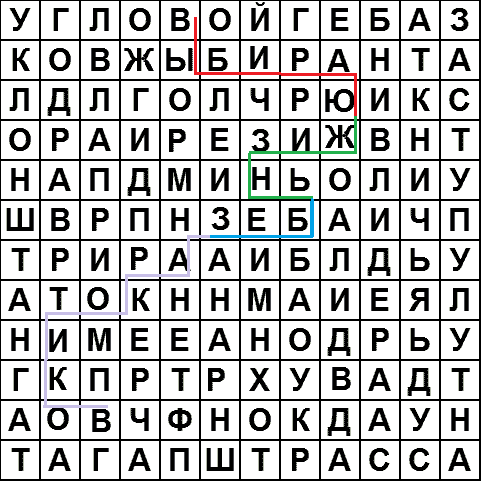 У Г Л О В О Й Г Е Б А З
К О В Ж Ы Б И Р А Н Т А
Л Д Л Г О Л Ч Р Ю И К С
О Р А И Р Е З И Ж В Н Т
Н А П Д М И Н Ь О Л И У
Ш В Р П Н З Е Б А И Ч П
Т Р И Р А А И Б Л Д Ь У
А Т О К Н Н М А И Е Я Л
Н И М Е Е А Н О Д Р Ь У
Г К П Р Т Р Х У В А Д Т
А О В Ч Ф Н О К Д А У Н
Т А Г А П Ш Т Р А С С А